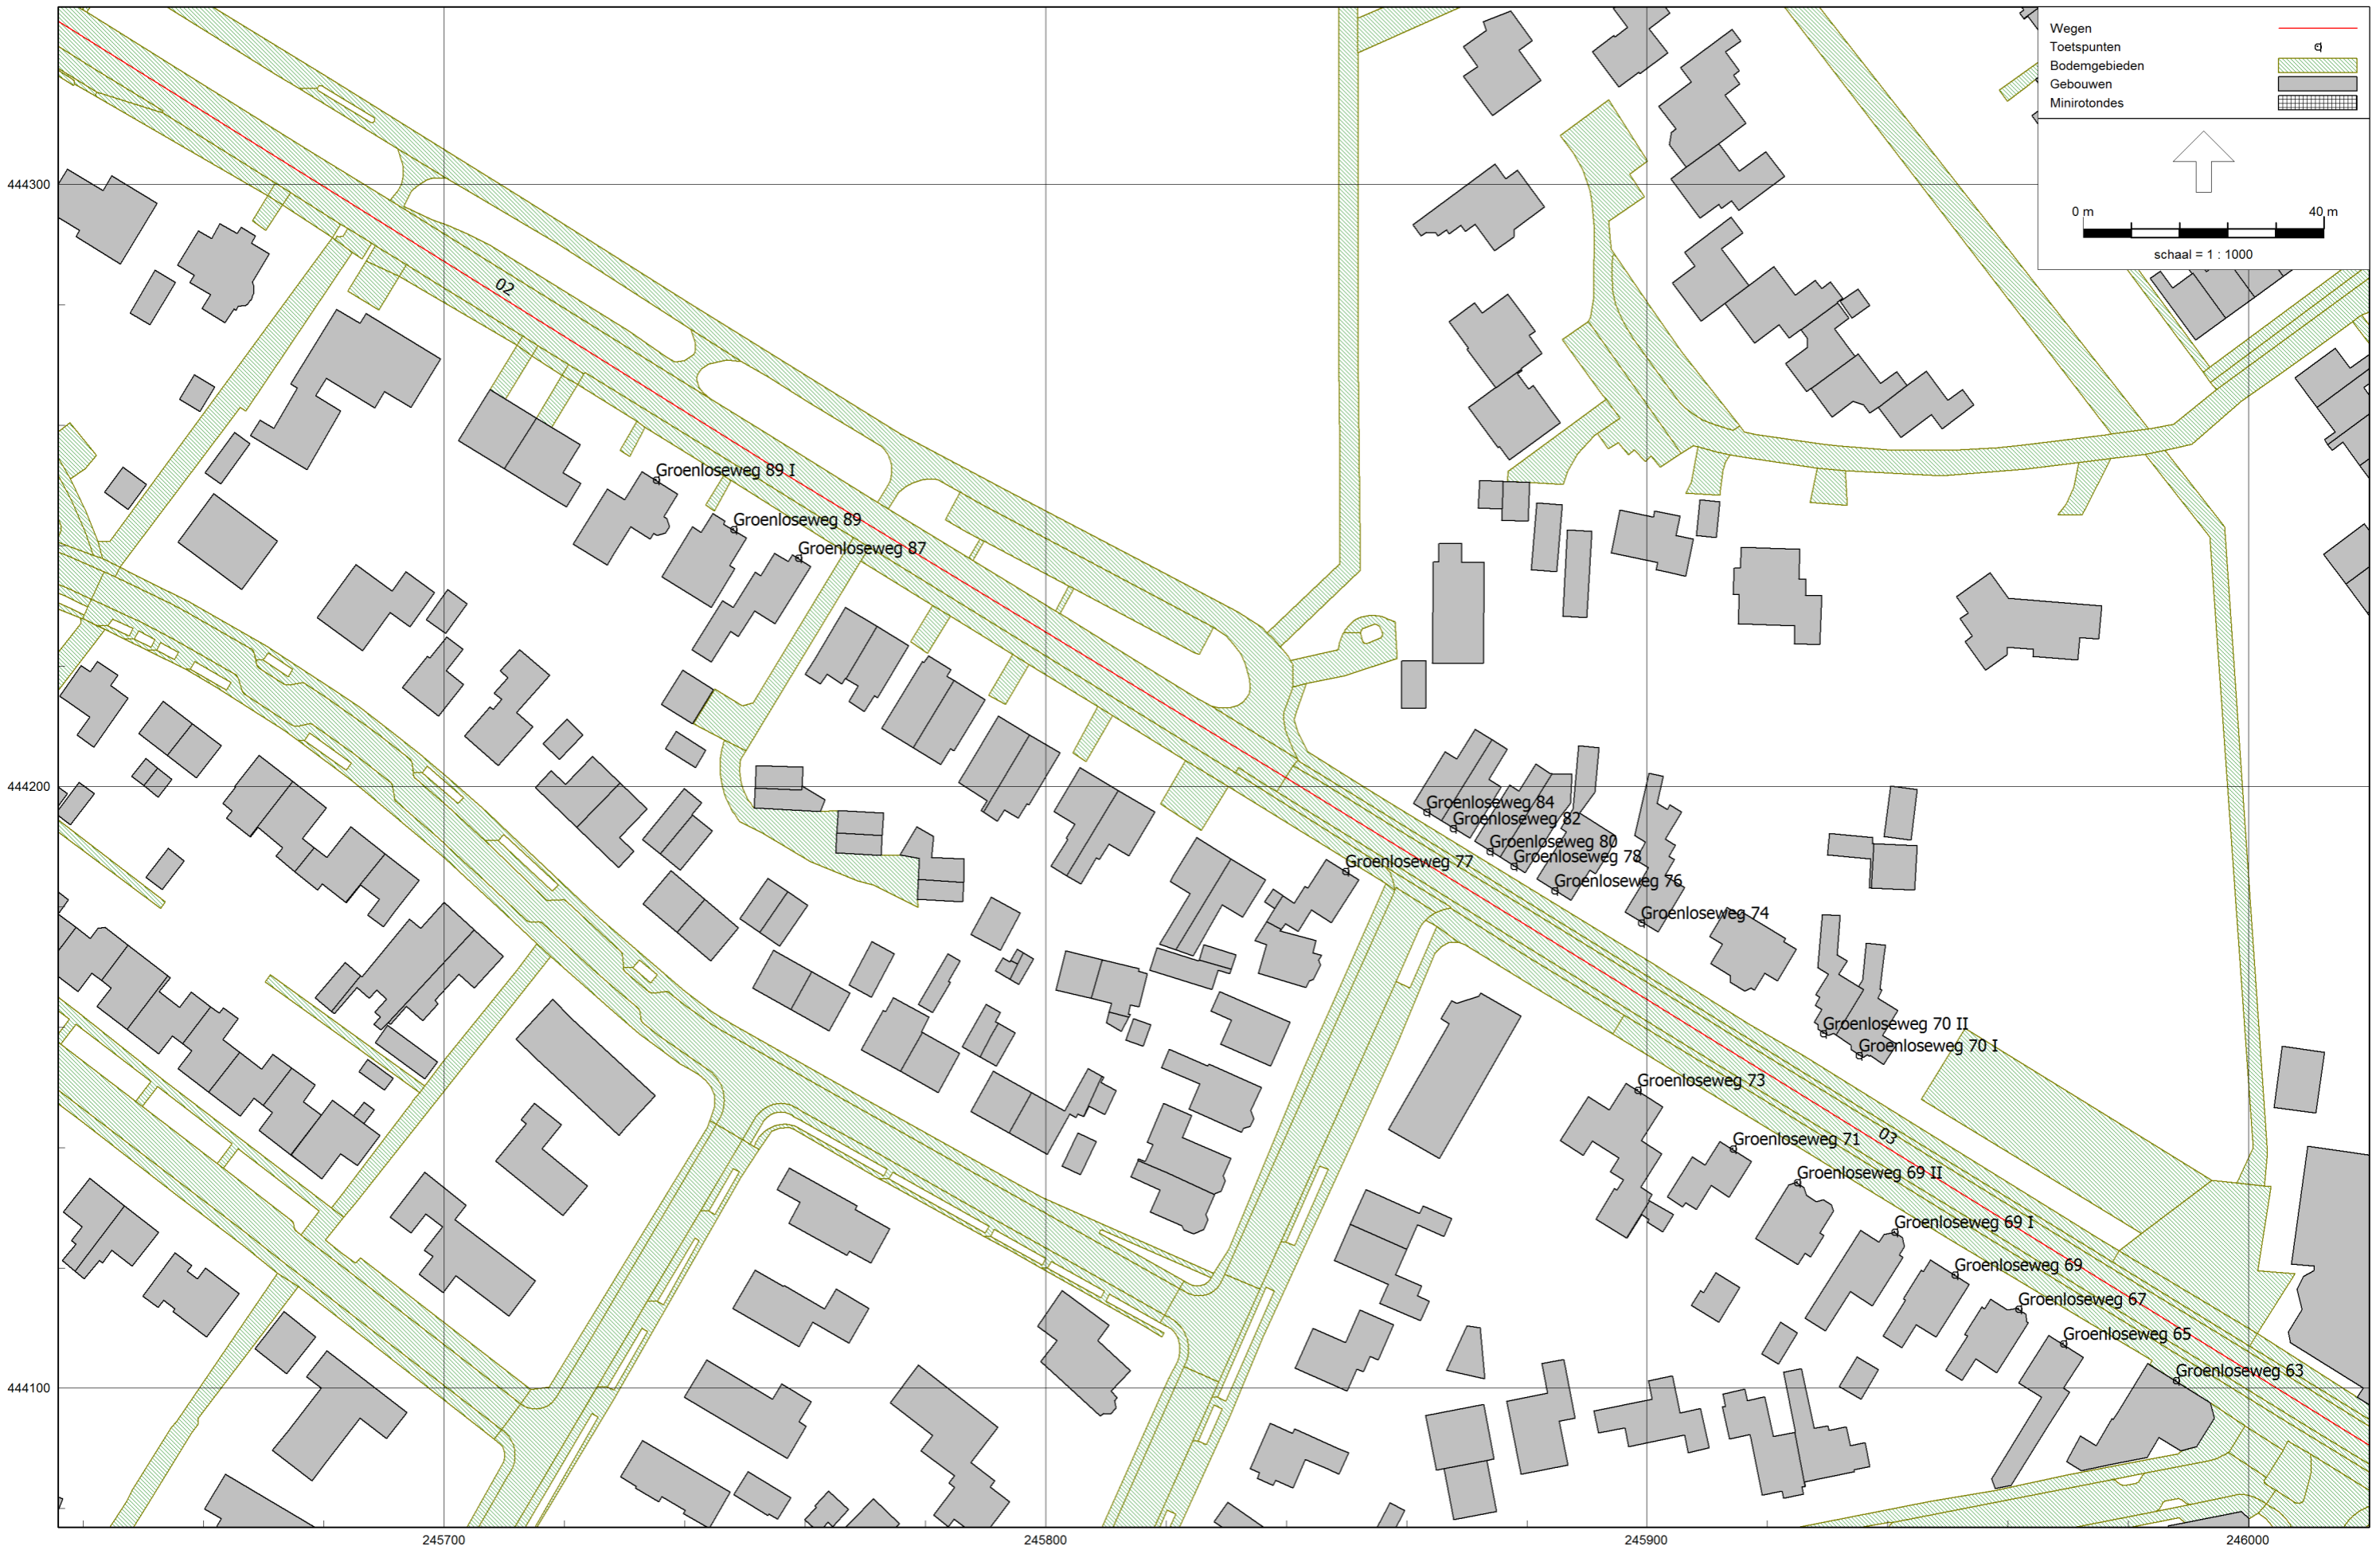 Wegen
Toetspunten
Bodemgebieden
Gebouwen
Minirotondes
0 m 40 m
schaal = 1 : 1000
444300
02
Groenloseweg 89 I
Groenloseweg 89
Groenloseweg 87
444200
Groenloseweg 84
Groenloseweg 82
Groenloseweg 80
Groenloseweg 78
Groenloseweg 77
Groenloseweg 76
Groenloseweg 74
Groenloseweg 70 II
Groenloseweg 70 I
Groenloseweg 73
03
Groenloseweg 71
Groenloseweg 69 II
Groenloseweg 69 I
Groenloseweg 69
Groenloseweg 67
Groenloseweg 65
Groenloseweg 63
444100
245700 245800 245900 246000